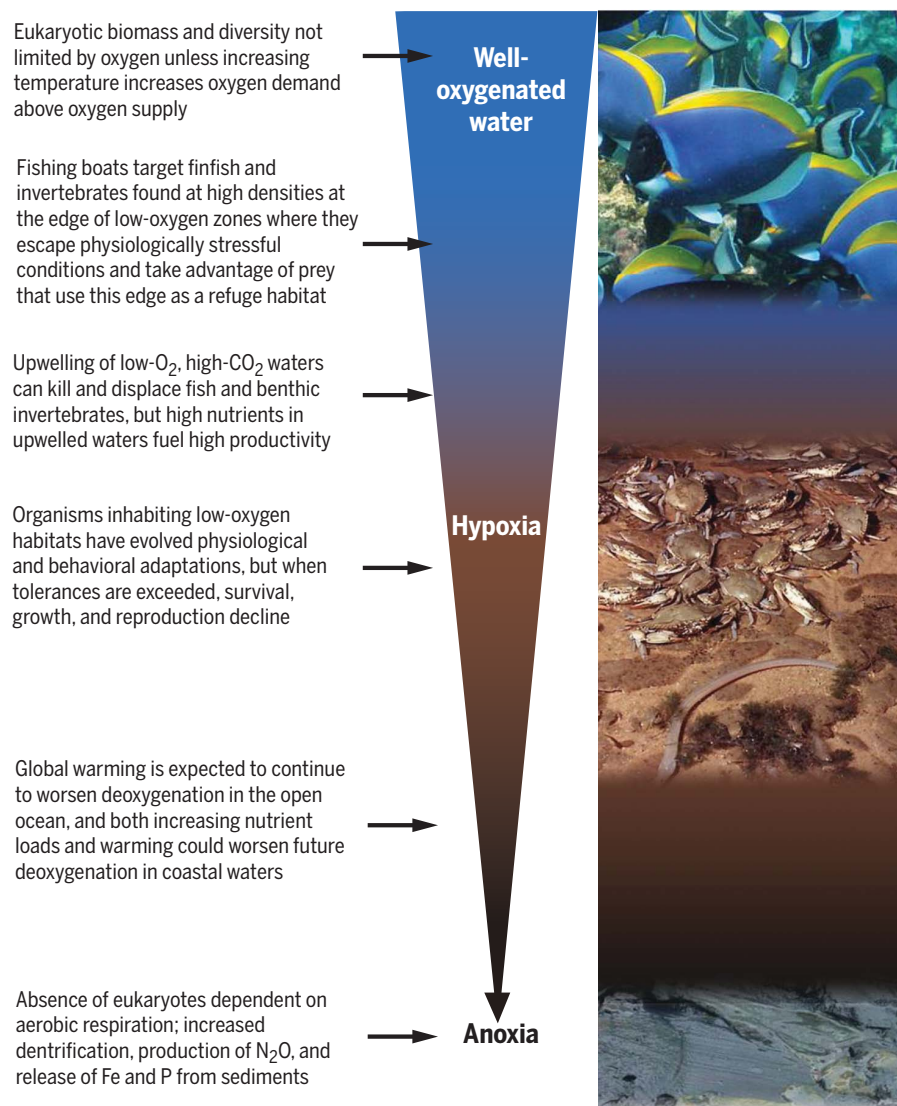 Eukaryotic biomass and diversity not
limited by oxygen unless increasing
temperature increases oxygen demand
above oxygen supply
Well-
oxygenated
water
Fishing boats target finfish and
invertebrates found at high densities at
the edge of low-oxygen zones where they
escape physiologically stressful
conditions and take advantage of prey
that use this edge as a refuge habitat
Upwelling of low-O₂, high-CO₂ waters
can kill and displace fish and benthic
invertebrates, but high nutrients in
upwelled waters fuel high productivity
Organisms inhabiting low-oxygen
habitats have evolved physiological
and behavioral adaptations, but when
tolerances are exceeded, survival,
growth, and reproduction decline
Hypoxia
Global warming is expected to continue
to worsen deoxygenation in the open
ocean, and both increasing nutrient
loads and warming could worsen future
deoxygenation in coastal waters
Absence of eukaryotes dependent on
aerobic respiration; increased
dentrification, production of N₂O, and
release of Fe and P from sediments
Anoxia